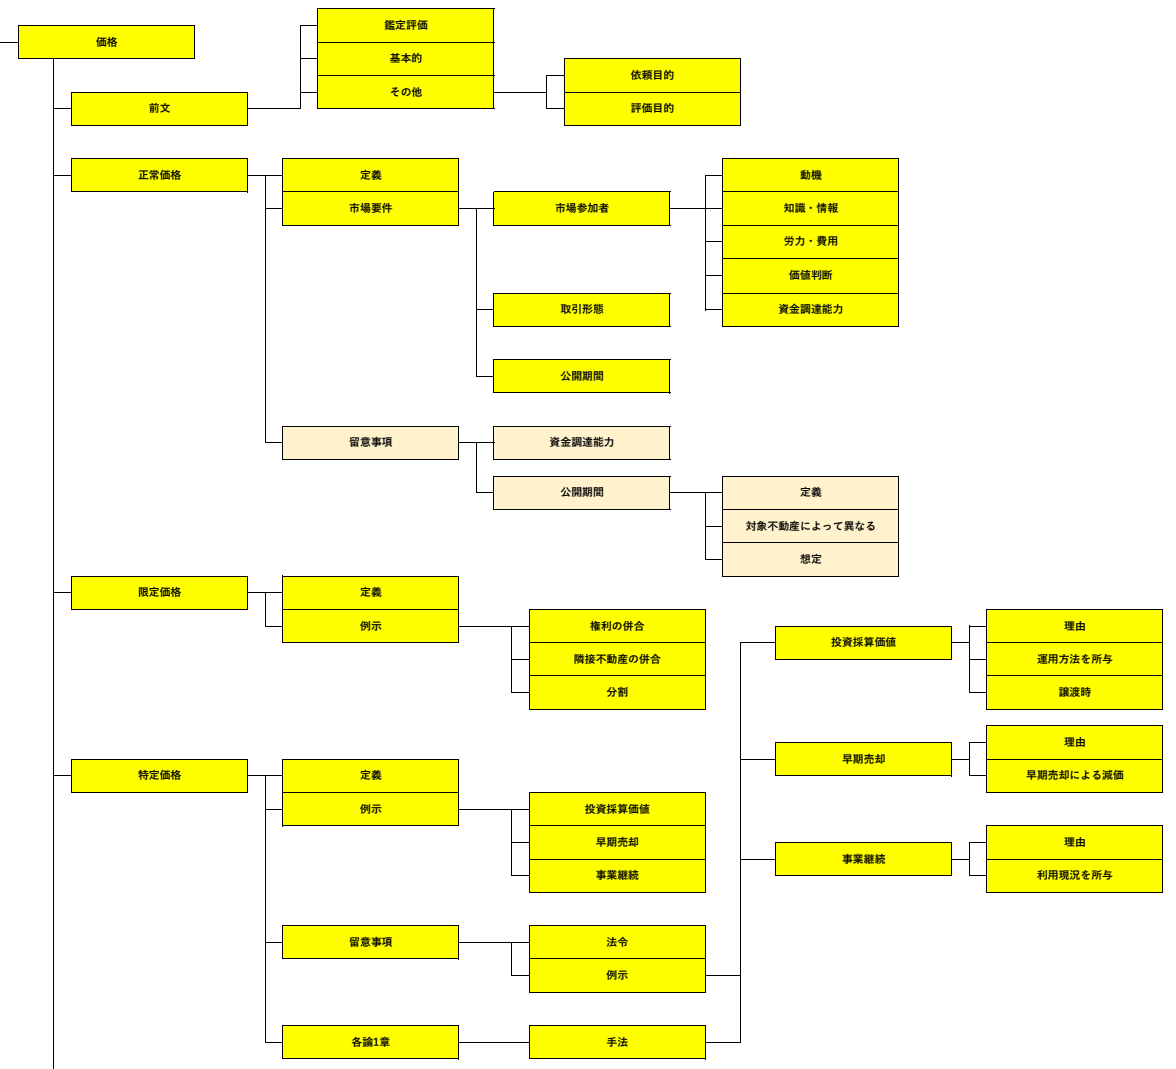 価格
鑑定評価
基本的
その他
依頼目的
評価目的
前文
正常価格
定義
市場要件
市場参加者
動機
知識・情報
労力・費用
価値判断
資金調達能力
取引形態
公開期間
留意事項
資金調達能力
公開期間
定義
対象不動産によって異なる
想定
限定価格
定義
例示
権利の併合
隣接不動産の併合
分割
投資採算価値
理由
運用方法を所与
譲渡時
早期売却
理由
早期売却による減価
事業継続
理由
利用現況を所与
特定価格
定義
例示
投資採算価値
早期売却
事業継続
留意事項
法令
例示
各論1章
手法